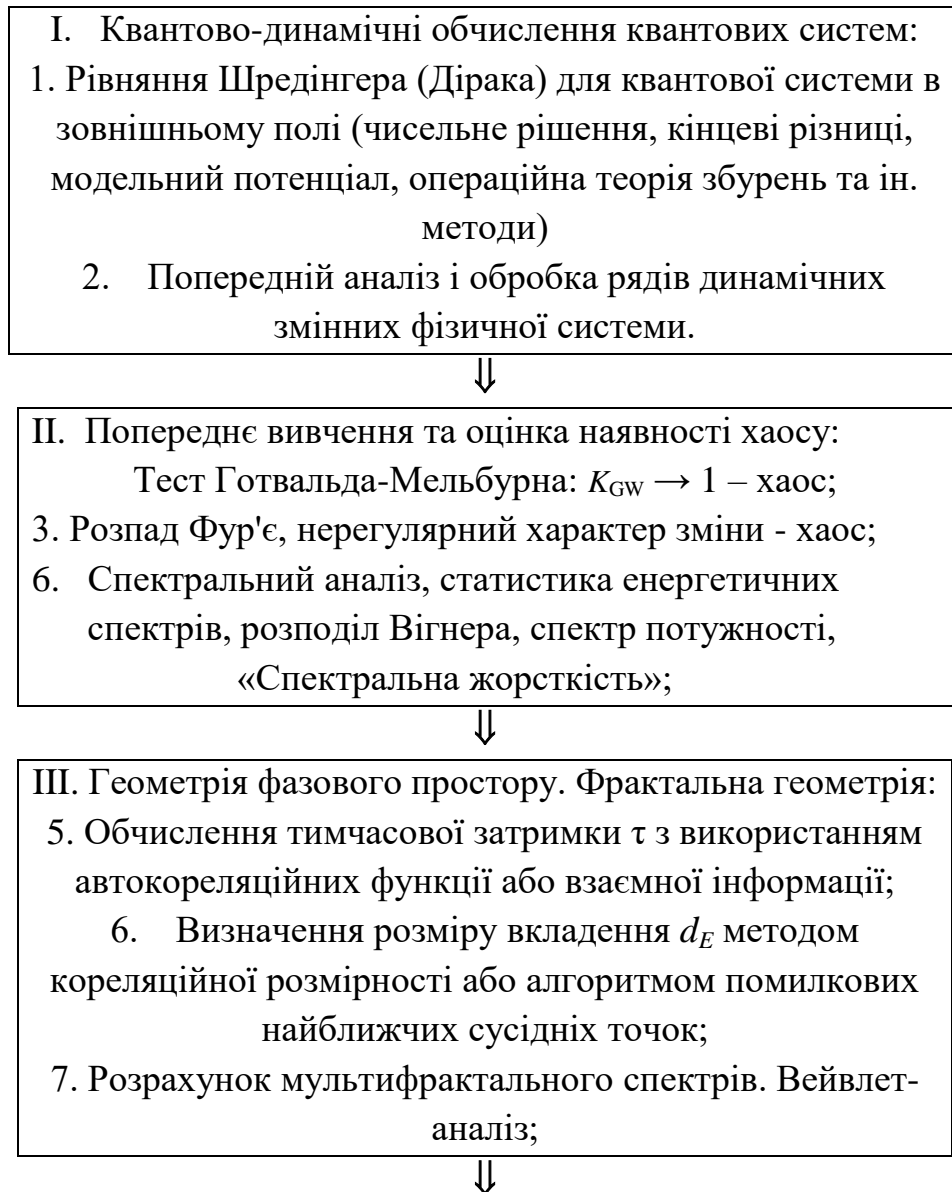 I. Квантово-динамічні обчислення квантових систем:
1. Рівняння Шредінгера (Дірака) для квантової системи в
зовнішньому полі (чисельне рішення, кінцеві різниці,
модельний потенціал, операційна теорія збурень та ін.
методи)
2. Попередній аналіз і обробка рядів динамічних
змінних фізичної системи.
⇓
II. Попереднє вивчення та оцінка наявності хаосу:
Тест Готвальда-Мельбурна: K_GW → 1 – хаос;
3. Розпад Фур'є, нерегулярний характер зміни - хаос;
6. Спектральний аналіз, статистика енергетичних
спектрів, розподіл Вігнера, спектр потужності,
«Спектральна жорсткість»;
⇓
III. Геометрія фазового простору. Фрактальна геометрія:
5. Обчислення тимчасової затримки τ з використанням
автокореляційних функції або взаємної інформації;
6. Визначення розміру вкладення d_E методом
кореляційної розмірності або алгоритмом помилкових
найближчих сусідніх точок;
7. Розрахунок мультифрактального спектрів. Вейвлет-
аналіз;
⇓